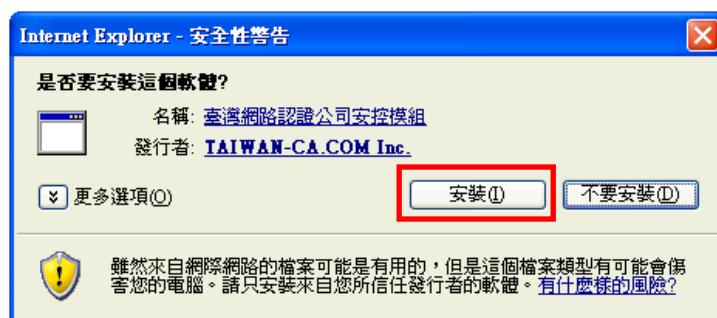 Internet Explorer - 安全性警告
是否要安裝這個軟體?
名稱: 臺灣網路認證公司安控模組
發行者: TAIWAN-CA.COM Inc.
更多選項(O)
安裝(I)
不要安裝(D)
雖然來自網際網路的檔案可能是有用的，但是這個檔案類型有可能會傷
害您的電腦。請只安裝來自您所信任發行者的軟體。有什麼樣的風險?